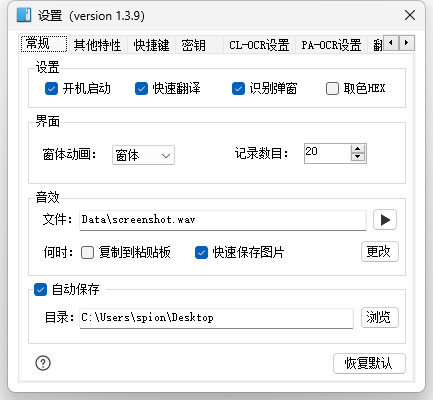 设置 (version 1.3.9)
常规 其他特性 快捷键 密钥 CL-OCR设置 PA-OCR设置
设置
开机启动 快速翻译 识别弹窗 取色HEX
界面
窗体动画： 窗体 记录数目： 20
音效
文件： Data\screenshot.wav
何时： 复制到粘贴板 快速保存图片 更改
自动保存
目录： C:\Users\spion\Desktop 浏览
恢复默认